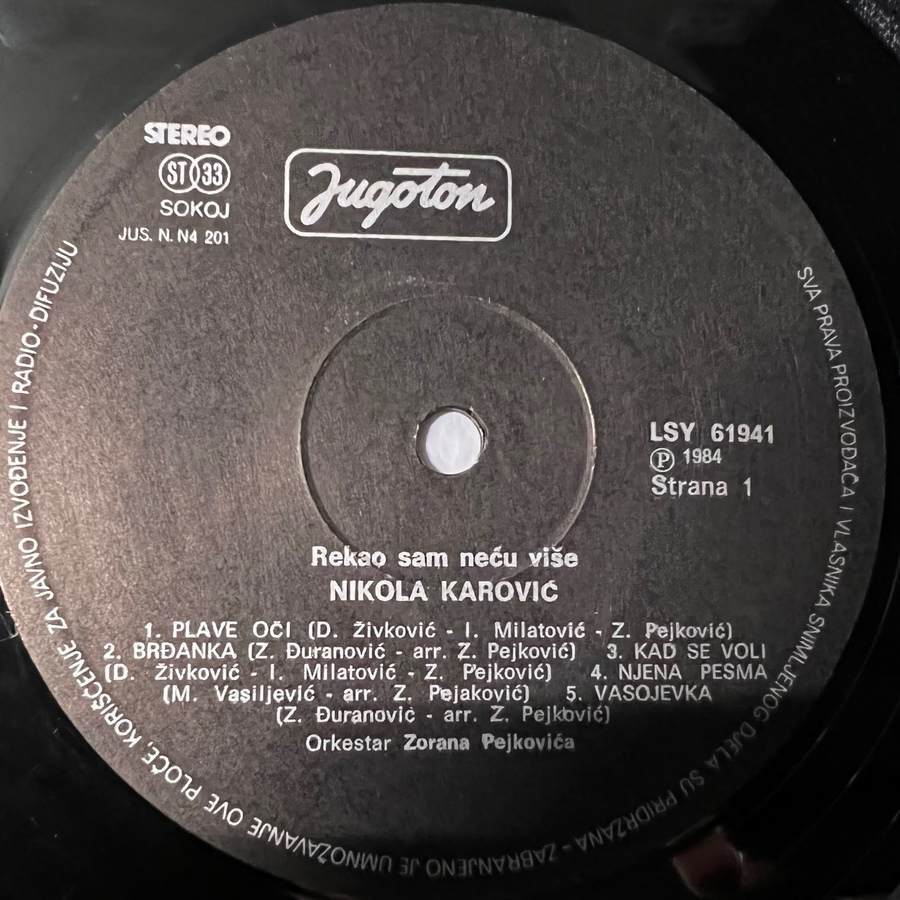 STEREO
ST 33
SOKOJ
JUS. N. N4 201
Jugoton
LSY 61941
Ⓟ 1984
Strana 1
Rekao sam neću više
NIKOLA KAROVIĆ
1. PLAVE OČI (D. Živković - I. Milatović - Z. Pejković)
2. BRĐANKA (Z. Đuranović - arr. Z. Pejković) 3. KAD SE VOLI
(D. Živković - I. Milatović - Z. Pejković) 4. NJENA PESMA
(M. Vasiljević - arr. Z. Pejaković) 5. VASOJEVKA
(Z. Đuranović - arr. Z. Pejković)
Orkestar Zorana Pejkovića
SVA PRAVA PROIZVOĐAČA I VLASNIKA SNIMLJENOG DJELA SU PRIDRŽANA - ZABRANJENO JE UMNOŽAVANJE OVE PLOČE, KORIŠĆENJE ZA JAVNO IZVOĐENJE I RADIO-DIFUZIJU